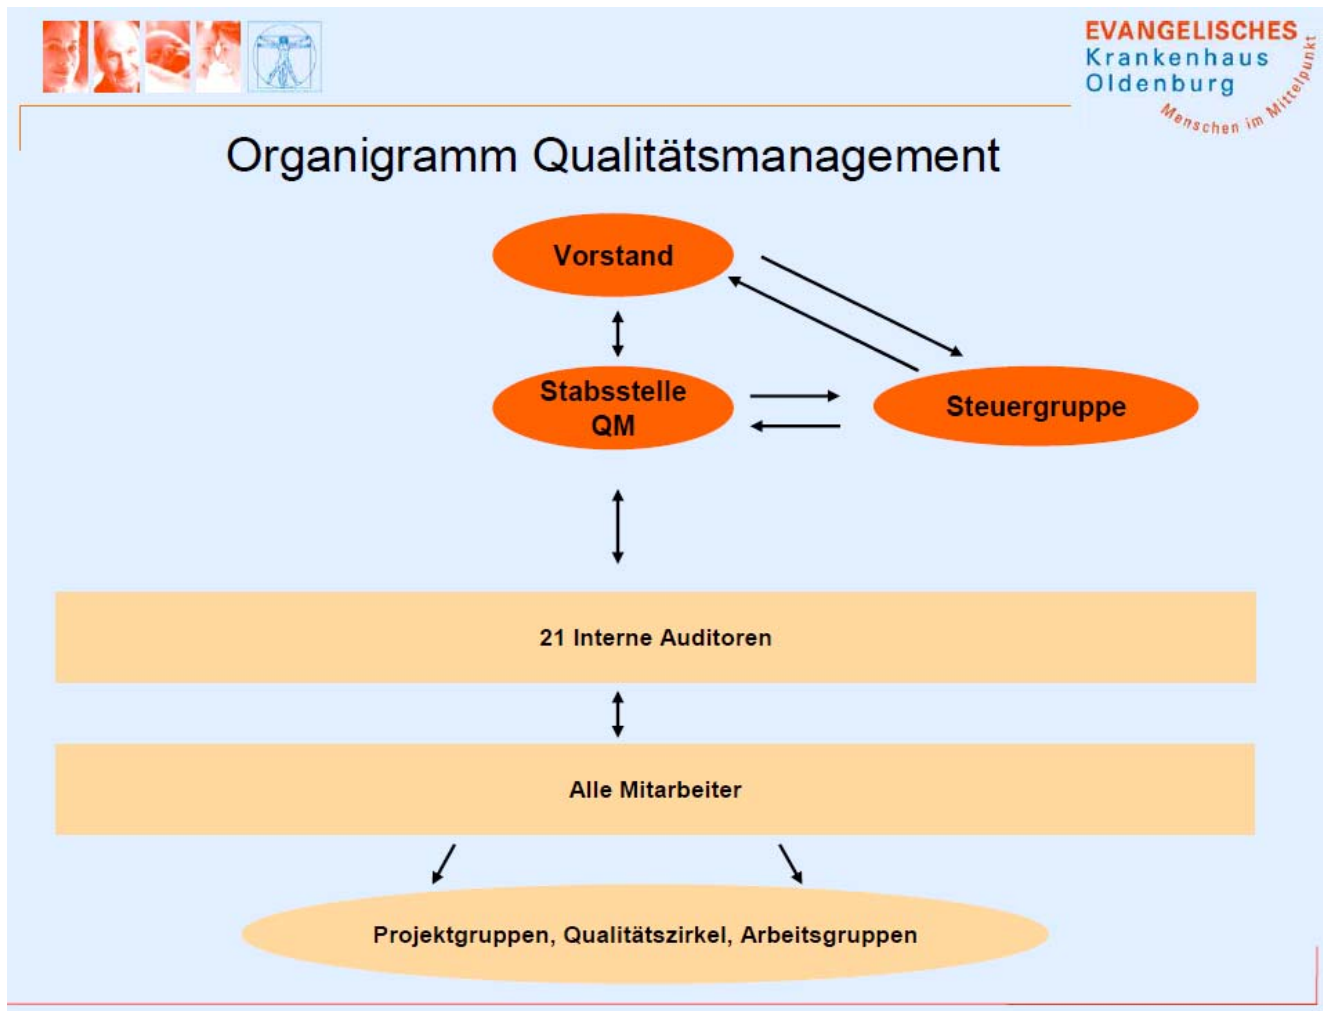 EVANGELISCHES
Krankenhaus
Oldenburg
Menschen im Mittelpunkt
Organigramm Qualitätsmanagement
Vorstand
Stabsstelle
QM
Steuergruppe
21 Interne Auditoren
Alle Mitarbeiter
Projektgruppen, Qualitätszirkel, Arbeitsgruppen